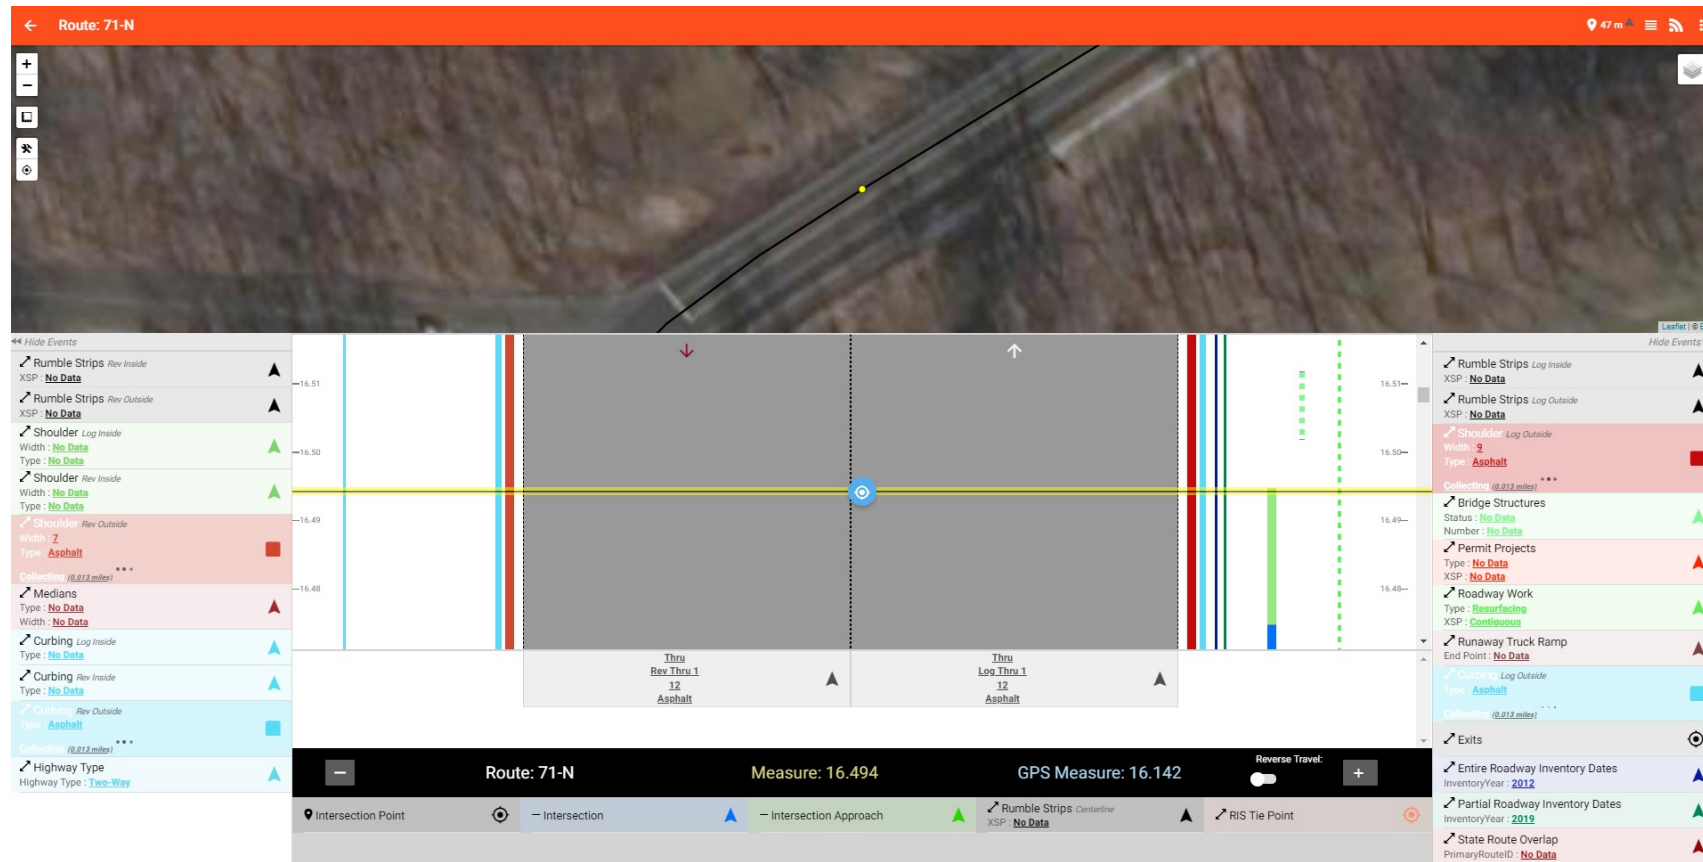 Route: 71-N
47 m
+
−
Leaflet | ©
Hide Events
Rumble Strips Rev Inside
XSP : No Data
Rumble Strips Rev Outside
XSP : No Data
Shoulder Log Inside
Width : No Data
Type : No Data
Shoulder Rev Inside
Width : No Data
Type : No Data
Shoulder Rev Outside
Width : 7
Type : Asphalt
Collecting (0.013 miles)
Medians
Type : No Data
Width : No Data
Curbing Log Inside
Type : No Data
Curbing Rev Inside
Type : No Data
Curbing Rev Outside
Type : Asphalt
Collecting (0.013 miles)
Highway Type
Highway Type : Two-Way
16.51
16.50
16.49
16.48
16.51
16.50
16.49
16.48
Thru
Rev Thru 1
12
Asphalt
Thru
Log Thru 1
12
Asphalt
−
Route: 71-N
Measure: 16.494
GPS Measure: 16.142
Reverse Travel:
+
Intersection Point
Intersection
Intersection Approach
Rumble Strips Centerline
XSP : No Data
RIS Tie Point
Hide Events
Rumble Strips Log Inside
XSP : No Data
Rumble Strips Log Outside
XSP : No Data
Shoulder Log Outside
Width : 9
Type : Asphalt
Collecting (0.013 miles)
Bridge Structures
Status : No Data
Number : No Data
Permit Projects
Type : No Data
XSP : No Data
Roadway Work
Type : Resurfacing
XSP : Contiguous
Runaway Truck Ramp
End Point : No Data
Curbing Log Outside
Type : Asphalt
Collecting (0.013 miles)
Exits
Entire Roadway Inventory Dates
InventoryYear : 2012
Partial Roadway Inventory Dates
InventoryYear : 2019
State Route Overlap
PrimaryRouteID : No Data